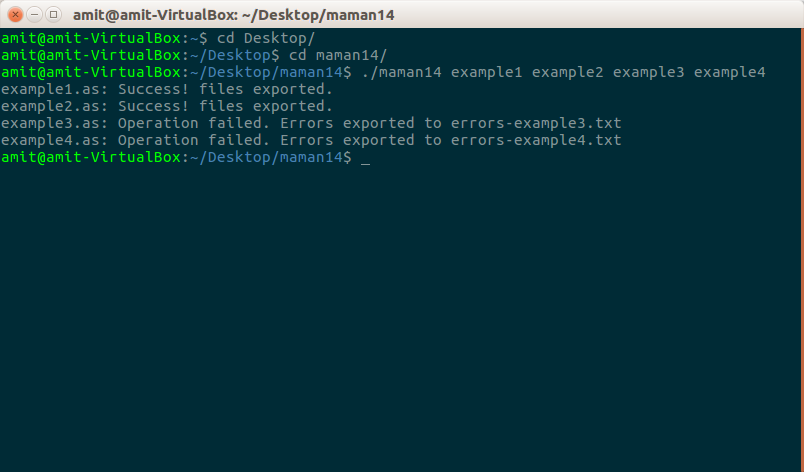 amit@amit-VirtualBox: ~/Desktop/maman14
amit@amit-VirtualBox:~$ cd Desktop/
amit@amit-VirtualBox:~/Desktop$ cd maman14/
amit@amit-VirtualBox:~/Desktop/maman14$ ./maman14 example1 example2 example3 example4
example1.as: Success! files exported.
example2.as: Success! files exported.
example3.as: Operation failed. Errors exported to errors-example3.txt
example4.as: Operation failed. Errors exported to errors-example4.txt
amit@amit-VirtualBox:~/Desktop/maman14$ _